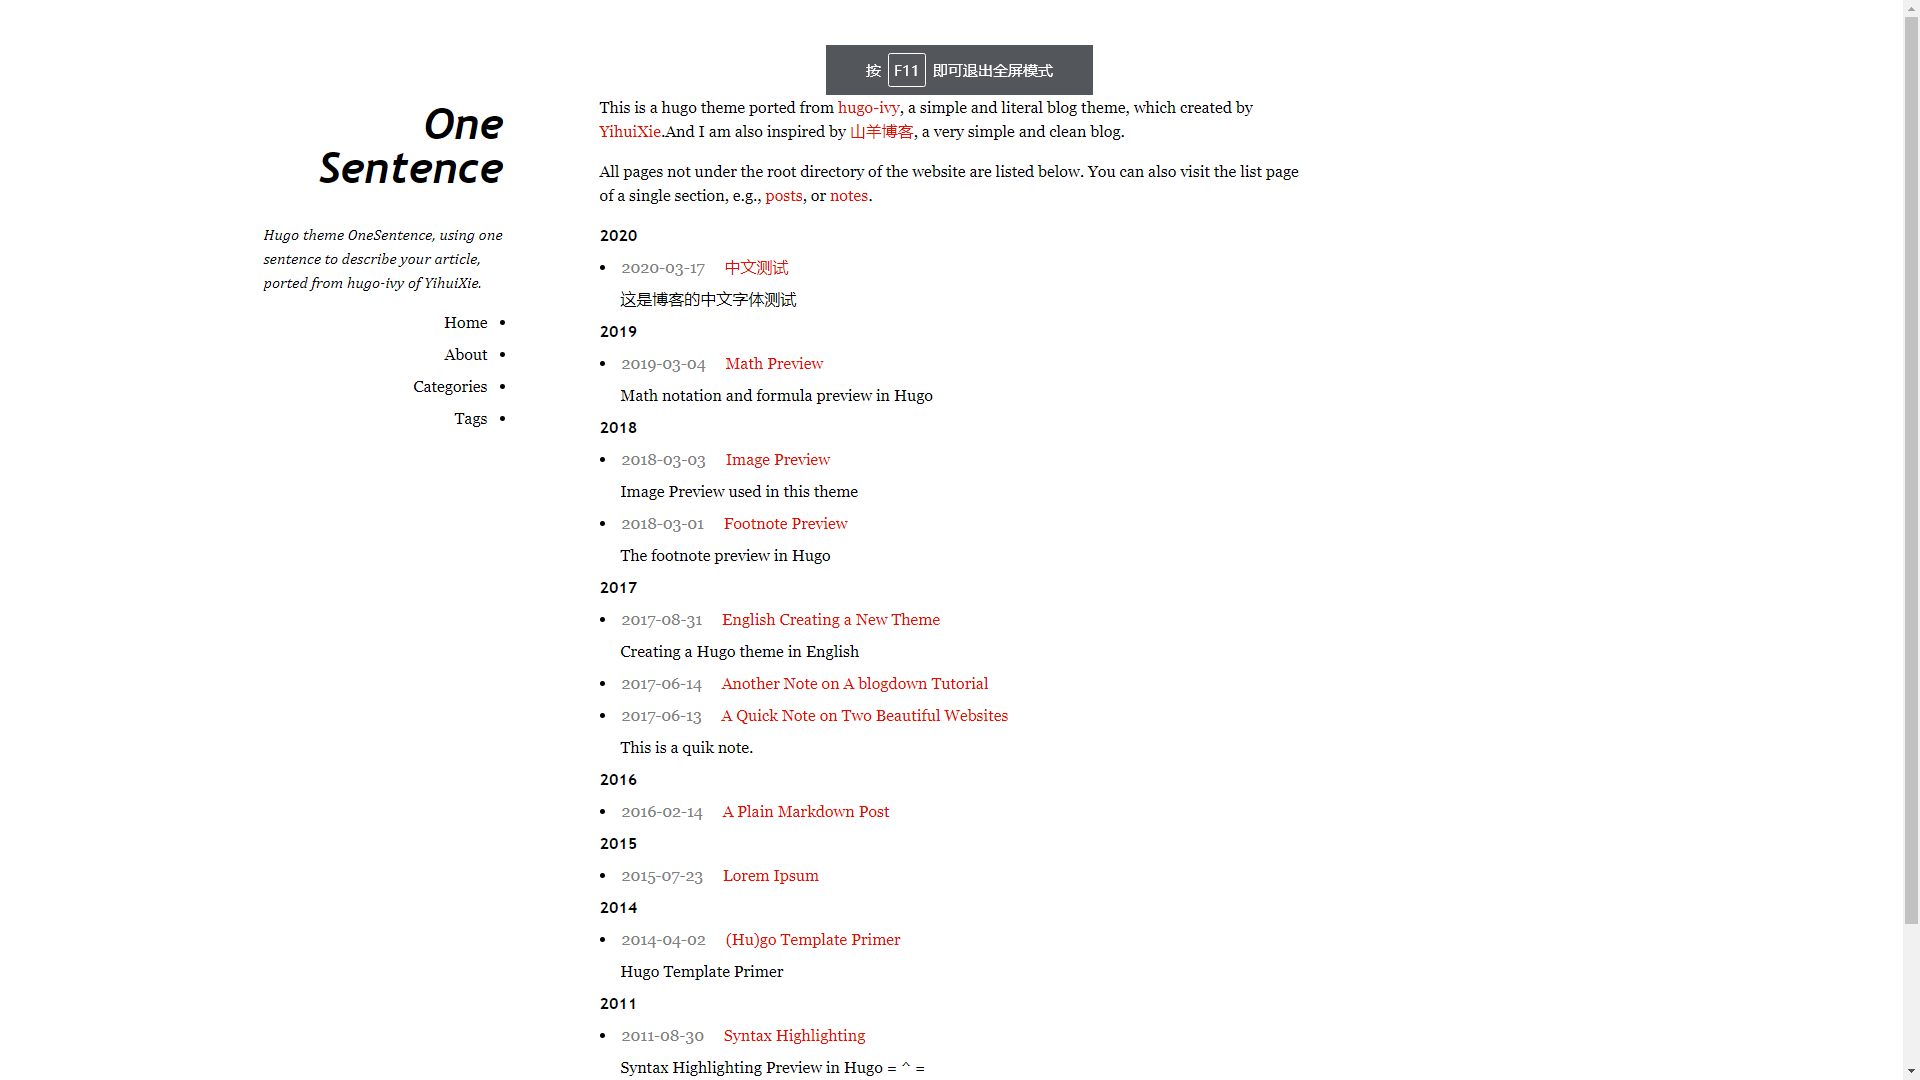 按 F11 即可退出全屏模式
One
Sentence
Hugo theme OneSentence, using one
sentence to describe your article,
ported from hugo-ivy of YihuiXie.
Home
About
Categories
Tags
This is a hugo theme ported from hugo-ivy, a simple and literal blog theme, which created by
YihuiXie.And I am also inspired by 山羊博客, a very simple and clean blog.
All pages not under the root directory of the website are listed below. You can also visit the list page
of a single section, e.g., posts, or notes.
2020
2020-03-17 中文测试
这是博客的中文字体测试
2019
2019-03-04 Math Preview
Math notation and formula preview in Hugo
2018
2018-03-03 Image Preview
Image Preview used in this theme
2018-03-01 Footnote Preview
The footnote preview in Hugo
2017
2017-08-31 English Creating a New Theme
Creating a Hugo theme in English
2017-06-14 Another Note on A blogdown Tutorial
2017-06-13 A Quick Note on Two Beautiful Websites
This is a quik note.
2016
2016-02-14 A Plain Markdown Post
2015
2015-07-23 Lorem Ipsum
2014
2014-04-02 (Hu)go Template Primer
Hugo Template Primer
2011
2011-08-30 Syntax Highlighting
Syntax Highlighting Preview in Hugo = ^ =